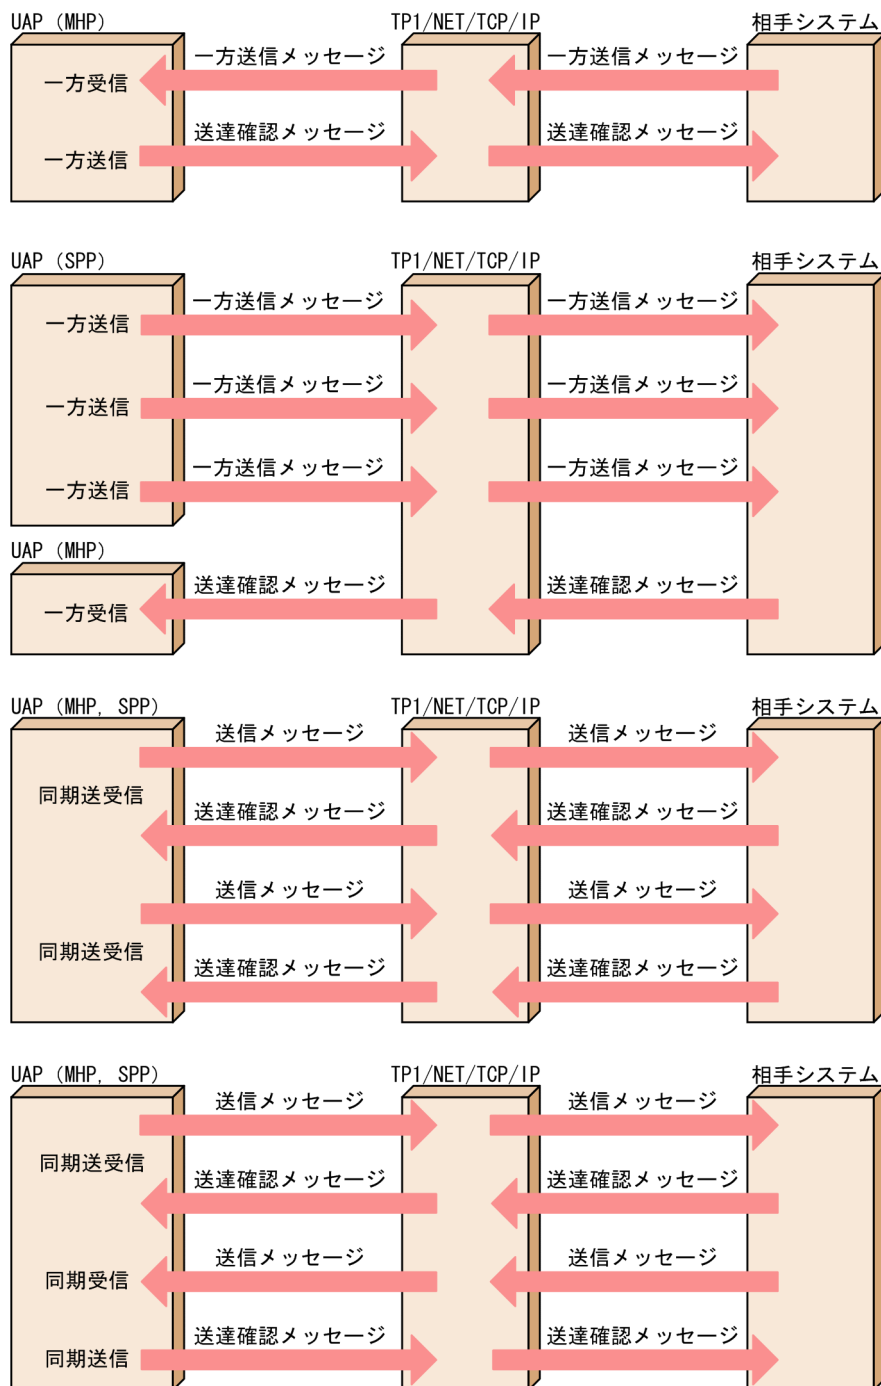 UAP (MHP) TP1/NET/TCP/IP 相手システム
一方送信メッセージ 一方送信メッセージ
一方受信
送達確認メッセージ 送達確認メッセージ
一方送信
UAP (SPP) TP1/NET/TCP/IP 相手システム
一方送信メッセージ 一方送信メッセージ
一方送信
一方送信メッセージ 一方送信メッセージ
一方送信
一方送信メッセージ 一方送信メッセージ
一方送信
UAP (MHP)
送達確認メッセージ 送達確認メッセージ
一方受信
UAP (MHP, SPP) TP1/NET/TCP/IP 相手システム
送信メッセージ 送信メッセージ
同期送受信
送達確認メッセージ 送達確認メッセージ
送信メッセージ 送信メッセージ
同期送受信
送達確認メッセージ 送達確認メッセージ
UAP (MHP, SPP) TP1/NET/TCP/IP 相手システム
送信メッセージ 送信メッセージ
同期送受信
送達確認メッセージ 送達確認メッセージ
送信メッセージ 送信メッセージ
同期受信
送達確認メッセージ 送達確認メッセージ
同期送信